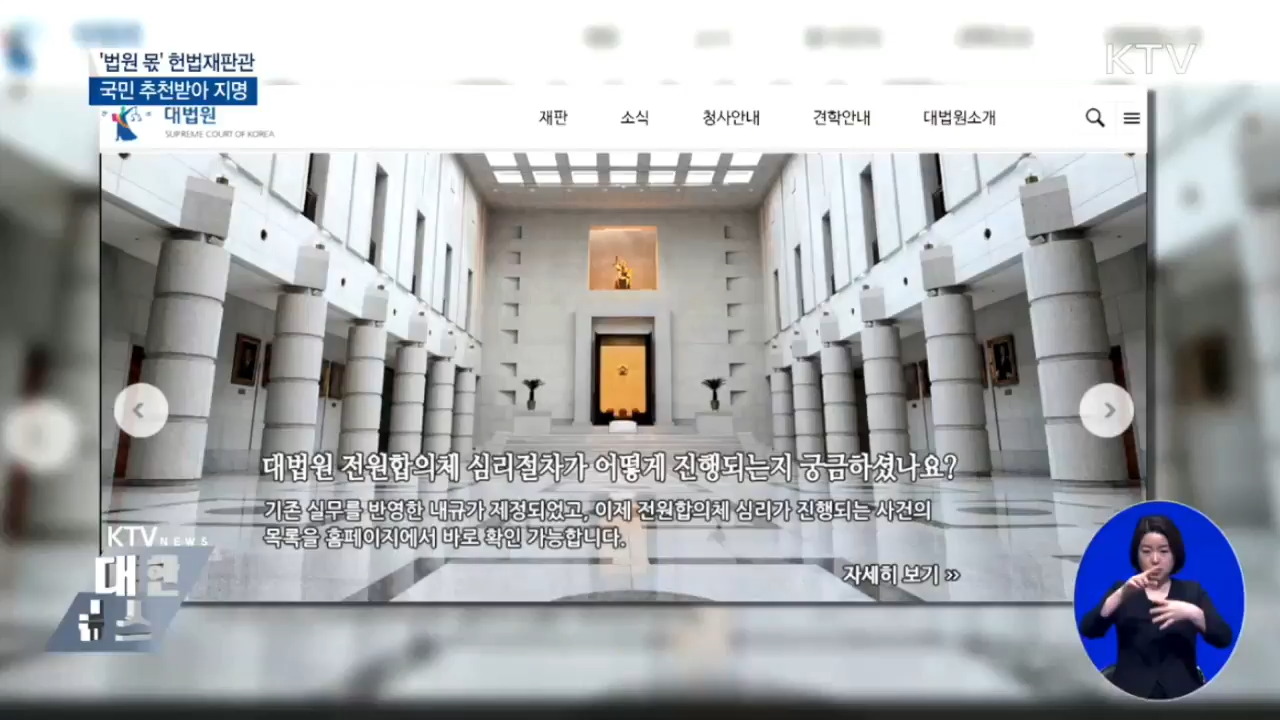 '법원 몫' 헌법재판관
국민 추천받아 지명
KTV
대법원
SUPREME COURT OF KOREA
재판 소식 청사안내 견학안내 대법원소개
대법원 전원합의체 심리절차가 어떻게 진행되는지 궁금하셨나요?
기존 실무를 반영한 내규가 제정되었고, 이제 전원합의체 심리가 진행되는 사건의
목록을 홈페이지에서 바로 확인 가능합니다.
자세히 보기 >>
KTV NEWS
대한
뉴스